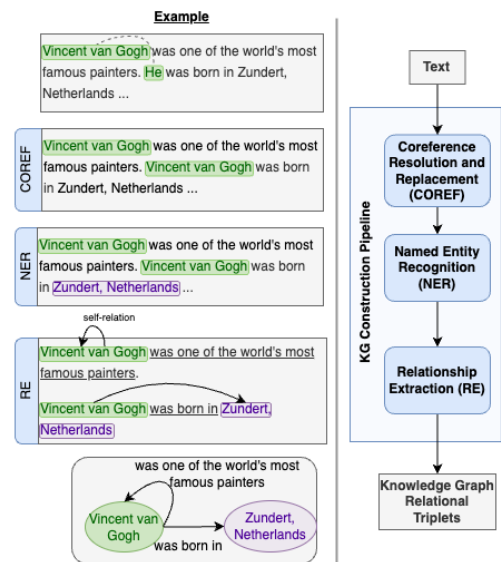 Example
Vincent van Gogh was one of the world's most
famous painters. He was born in Zundert,
Netherlands ...
COREF
Vincent van Gogh was one of the world's most
famous painters. Vincent van Gogh was born
in Zundert, Netherlands ...
NER
Vincent van Gogh was one of the world's most
famous painters. Vincent van Gogh was born
in Zundert, Netherlands ...
self-relation
RE
Vincent van Gogh was one of the world's most
famous painters.
Vincent van Gogh was born in Zundert,
Netherlands
was one of the world's most
famous painters
Vincent van
Gogh
Zundert,
Netherlands
was born in
Text
KG Construction Pipeline
Coreference
Resolution and
Replacement
(COREF)
Named Entity
Recognition
(NER)
Relationship
Extraction (RE)
Knowledge Graph
Relational
Triplets